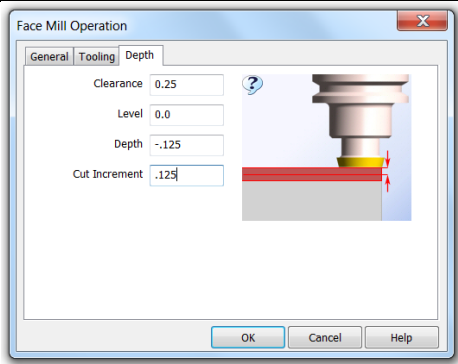 Face Mill Operation
General Tooling Depth
Clearance 0.25
Level 0.0
Depth -.125
Cut Increment .125
?
OK Cancel Help